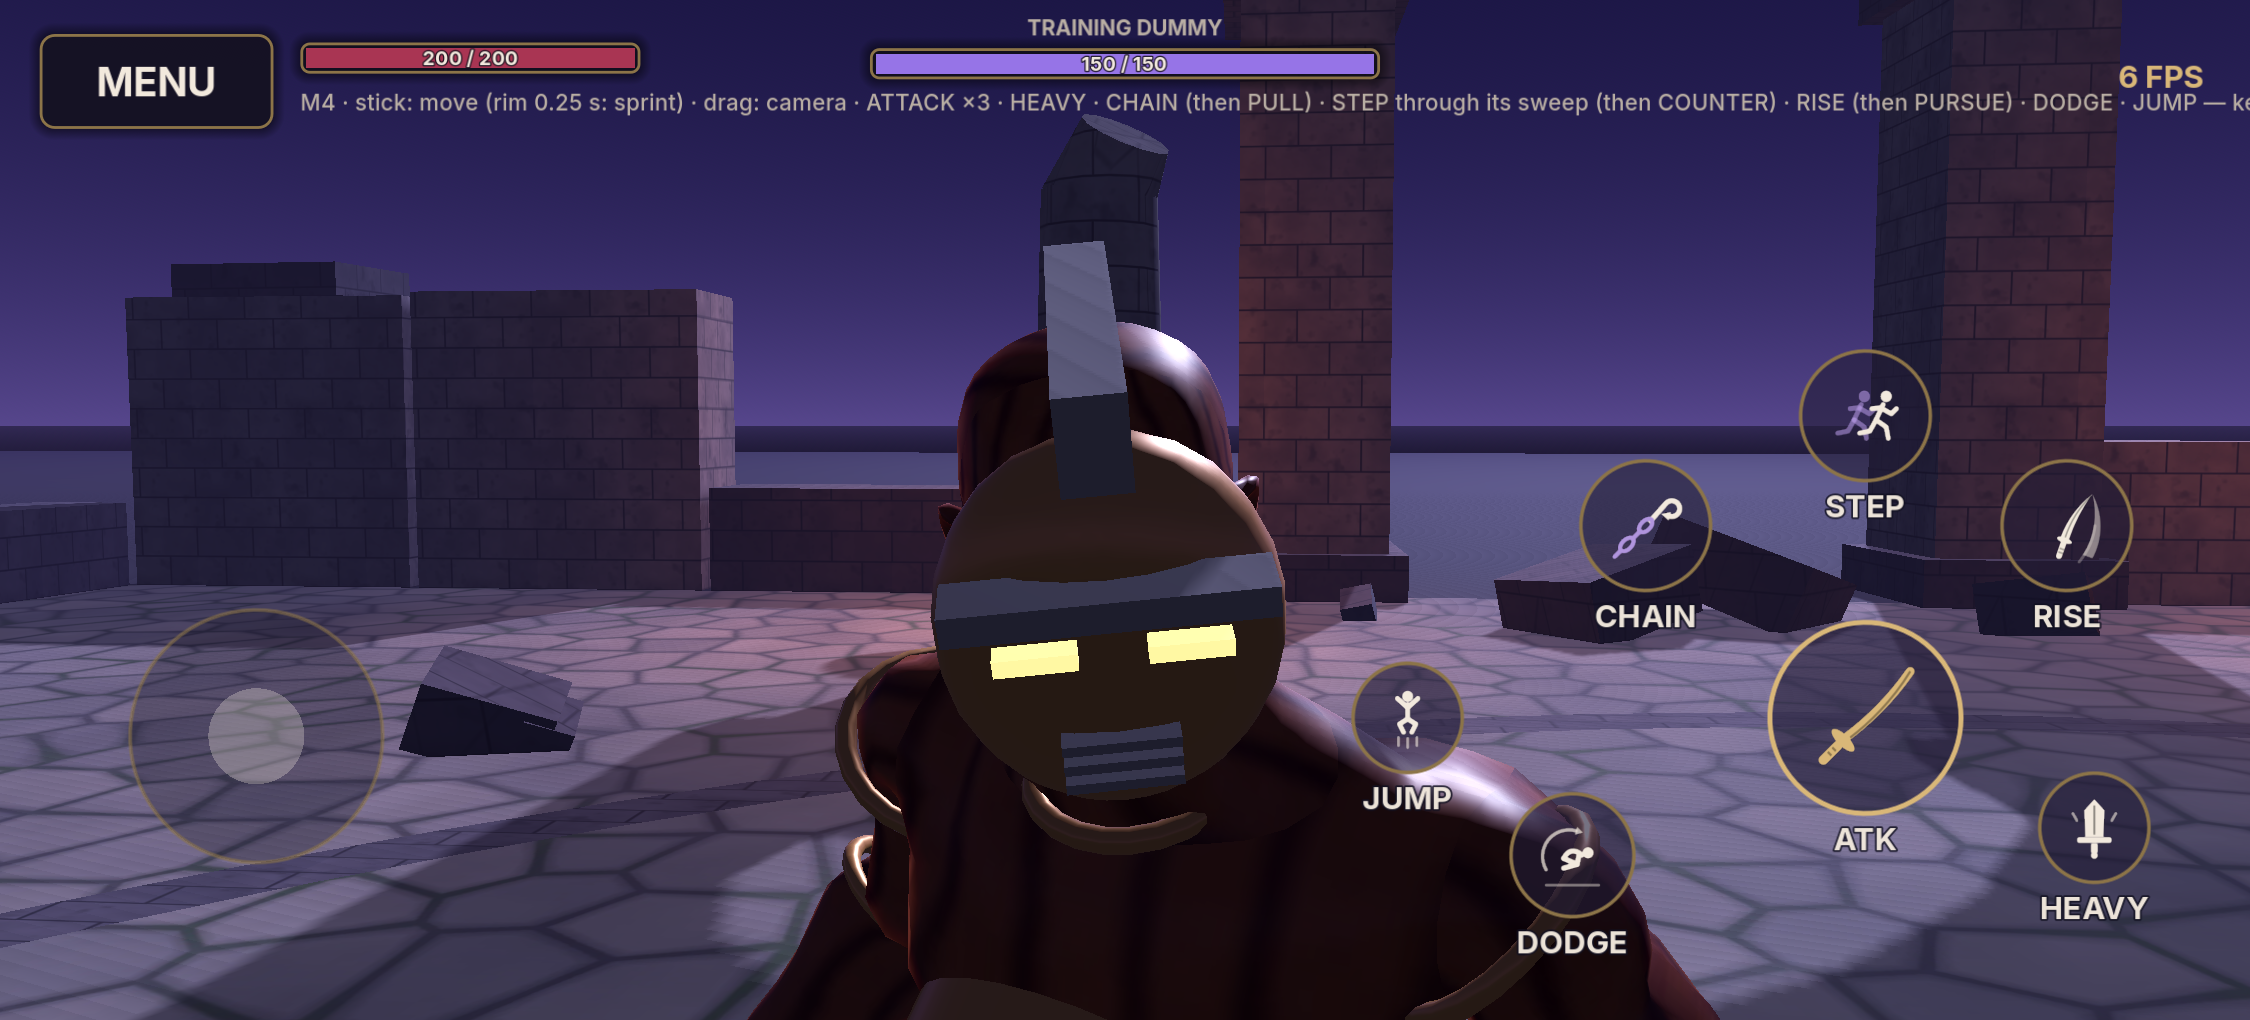 TRAINING DUMMY
MENU
200 / 200
150 / 150
6 FPS
M4 · stick: move (rim 0.25 s: sprint) · drag: camera · ATTACK ×3 · HEAVY · CHAIN (then PULL) · STEP through its sweep (then COUNTER) · RISE (then PURSUE) · DODGE · JUMP —
STEP
CHAIN
RISE
JUMP
ATK
HEAVY
DODGE